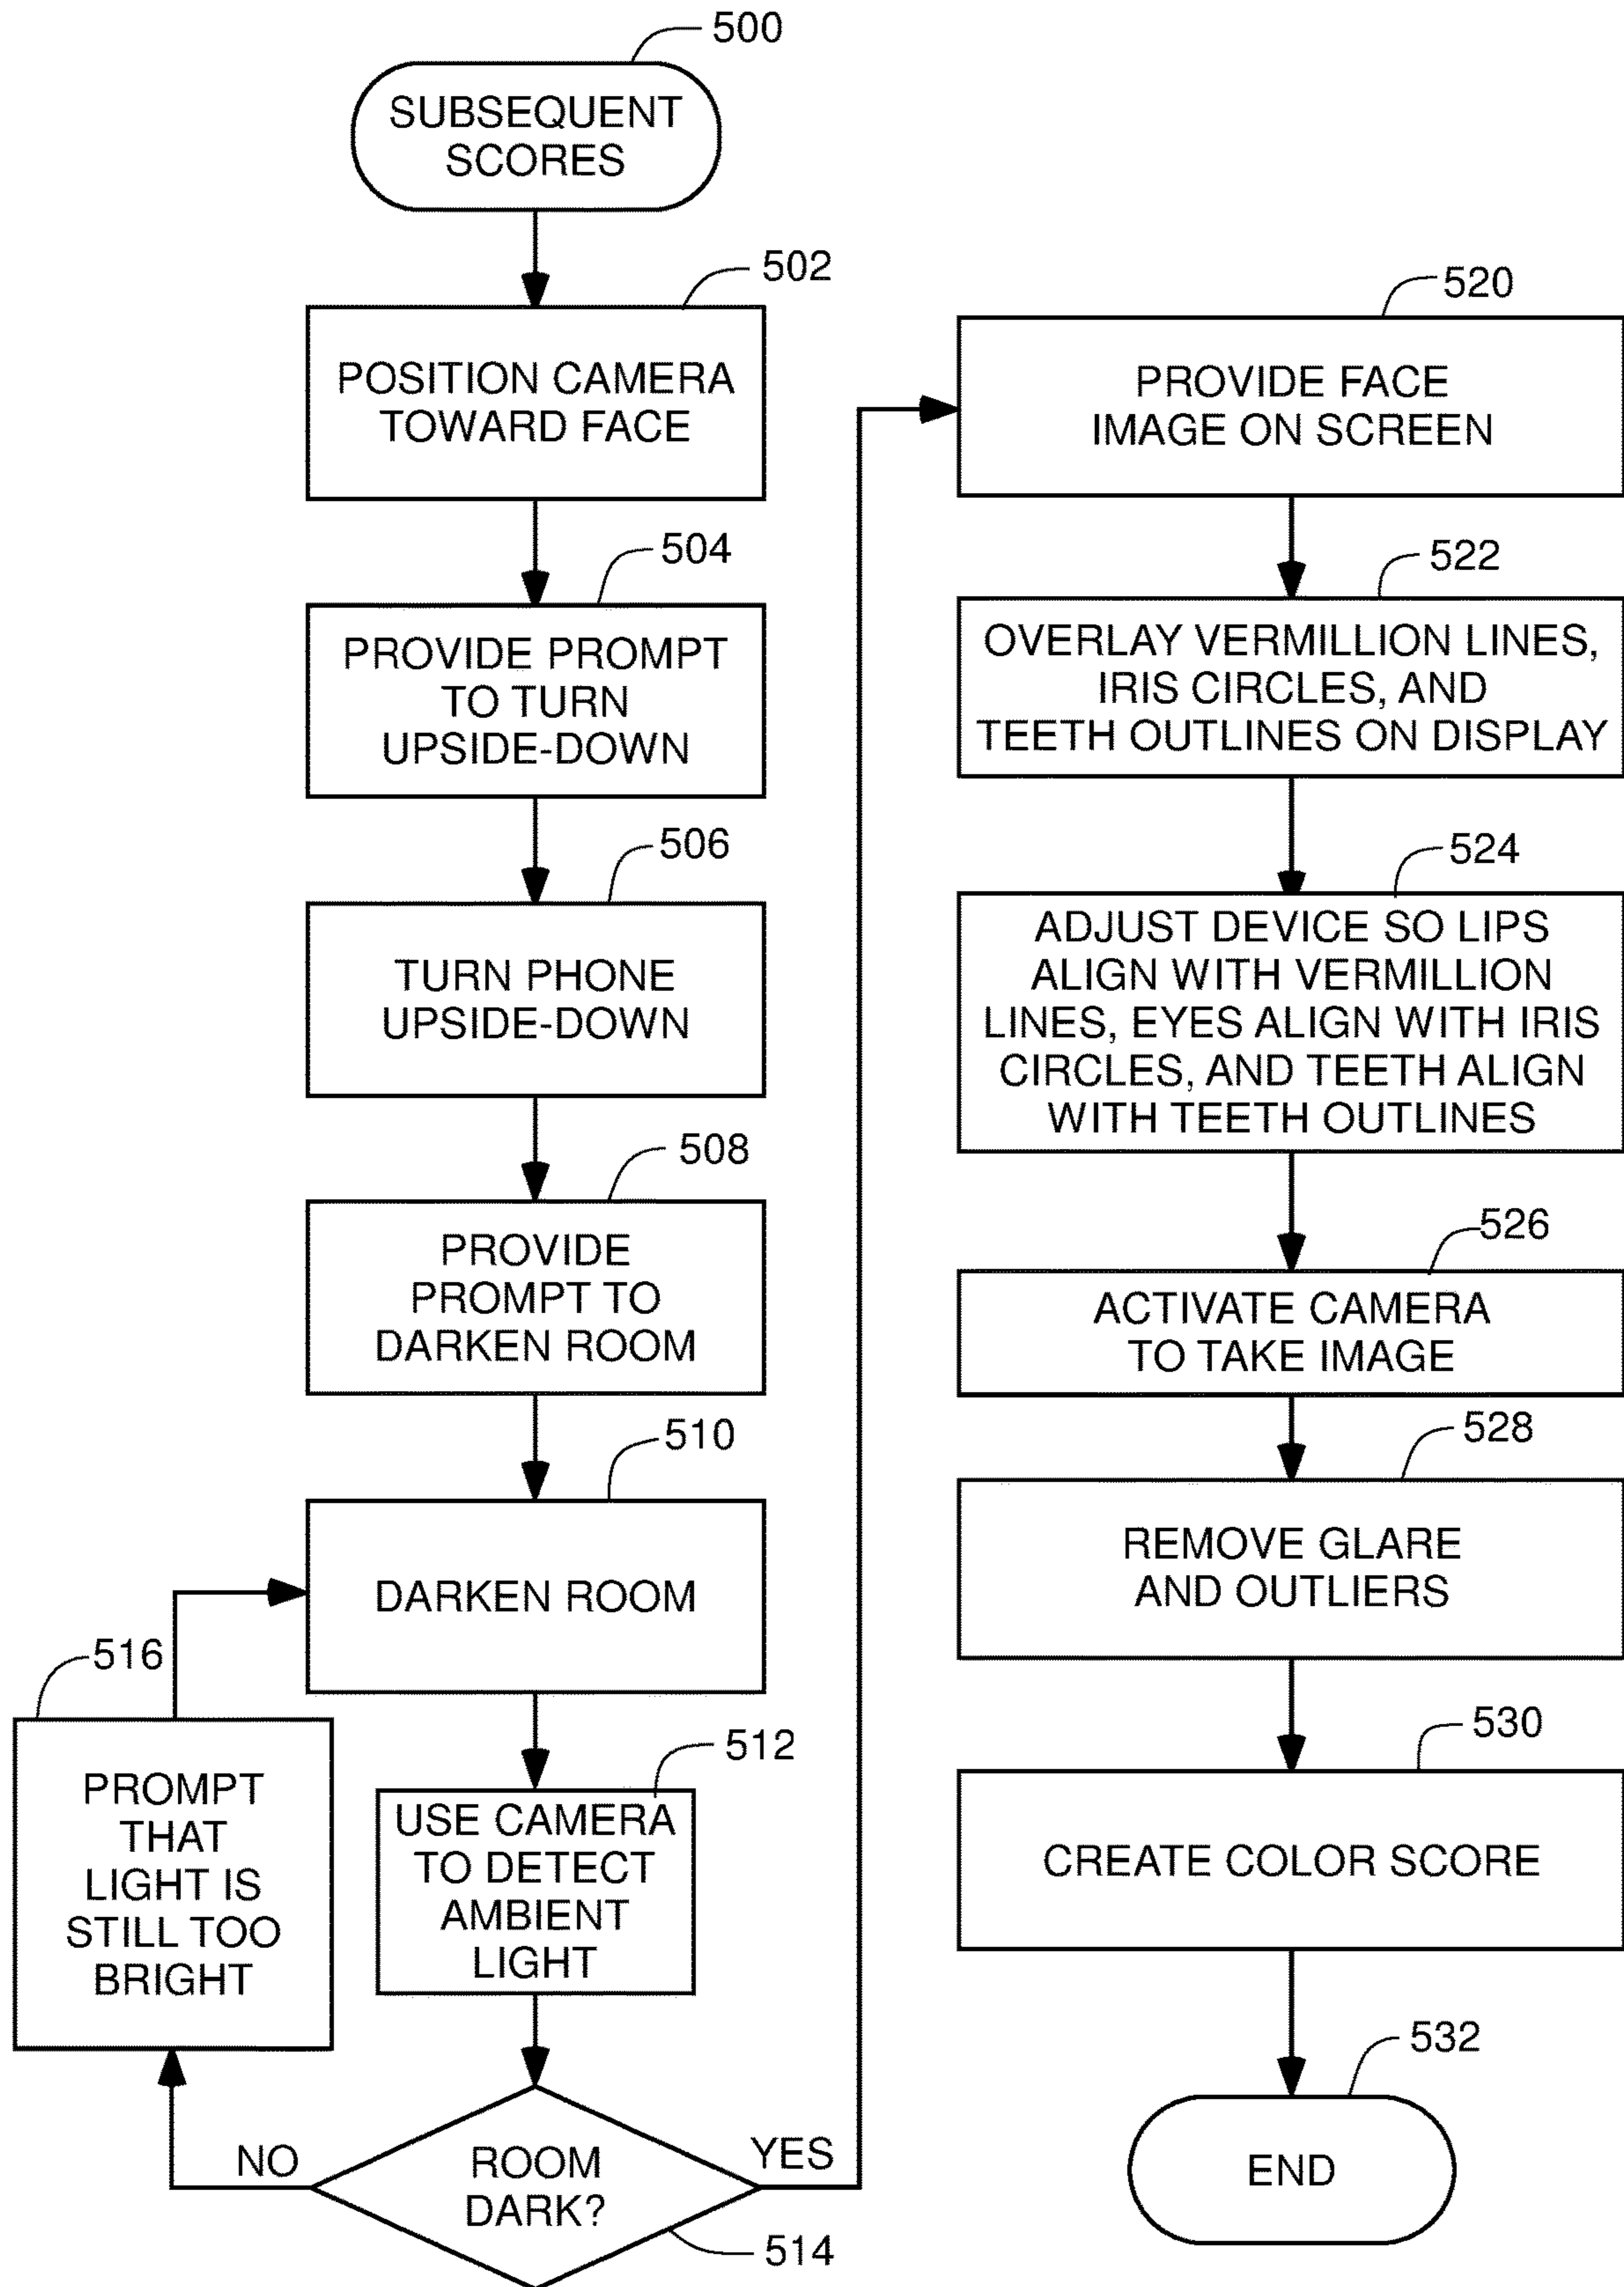 500
SUBSEQUENT
SCORES
502
POSITION CAMERA
TOWARD FACE
504
PROVIDE PROMPT
TO TURN
UPSIDE-DOWN
506
TURN PHONE
UPSIDE-DOWN
508
PROVIDE
PROMPT TO
DARKEN ROOM
510
DARKEN ROOM
516
PROMPT
THAT
LIGHT IS
STILL TOO
BRIGHT
512
USE CAMERA
TO DETECT
AMBIENT
LIGHT
NO
ROOM
DARK?
YES
514
520
PROVIDE FACE
IMAGE ON SCREEN
522
OVERLAY VERMILLION LINES,
IRIS CIRCLES, AND
TEETH OUTLINES ON DISPLAY
524
ADJUST DEVICE SO LIPS
ALIGN WITH VERMILLION
LINES, EYES ALIGN WITH IRIS
CIRCLES, AND TEETH ALIGN
WITH TEETH OUTLINES
526
ACTIVATE CAMERA
TO TAKE IMAGE
528
REMOVE GLARE
AND OUTLIERS
530
CREATE COLOR SCORE
532
END